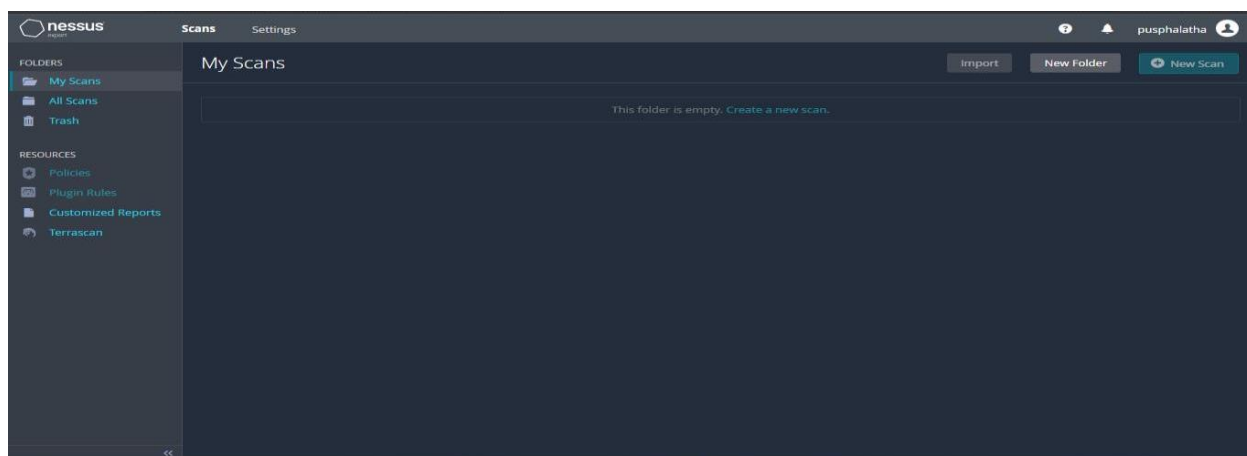 nessus
Expert
Scans
Settings
pusphalatha
FOLDERS
My Scans
All Scans
Trash
RESOURCES
Policies
Plugin Rules
Customized Reports
Terrascan
My Scans
Import
New Folder
New Scan
This folder is empty. Create a new scan.